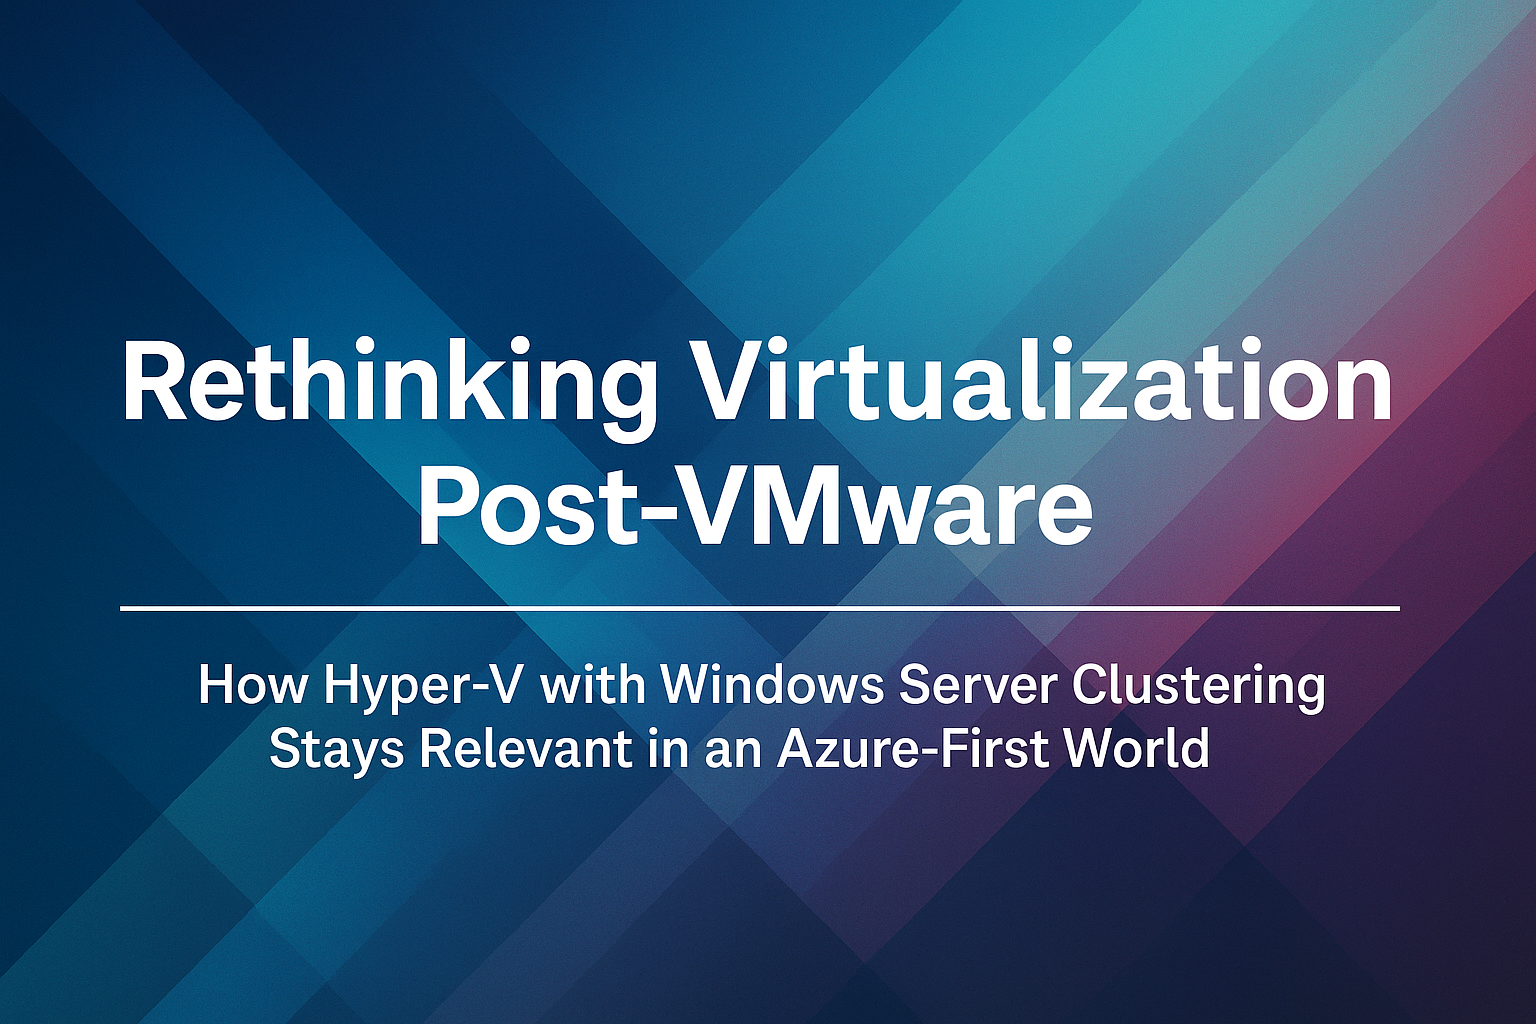 Rethinking Virtualization
Post-VMware
How Hyper-V with Windows Server Clustering
Stays Relevant in an Azure-First World